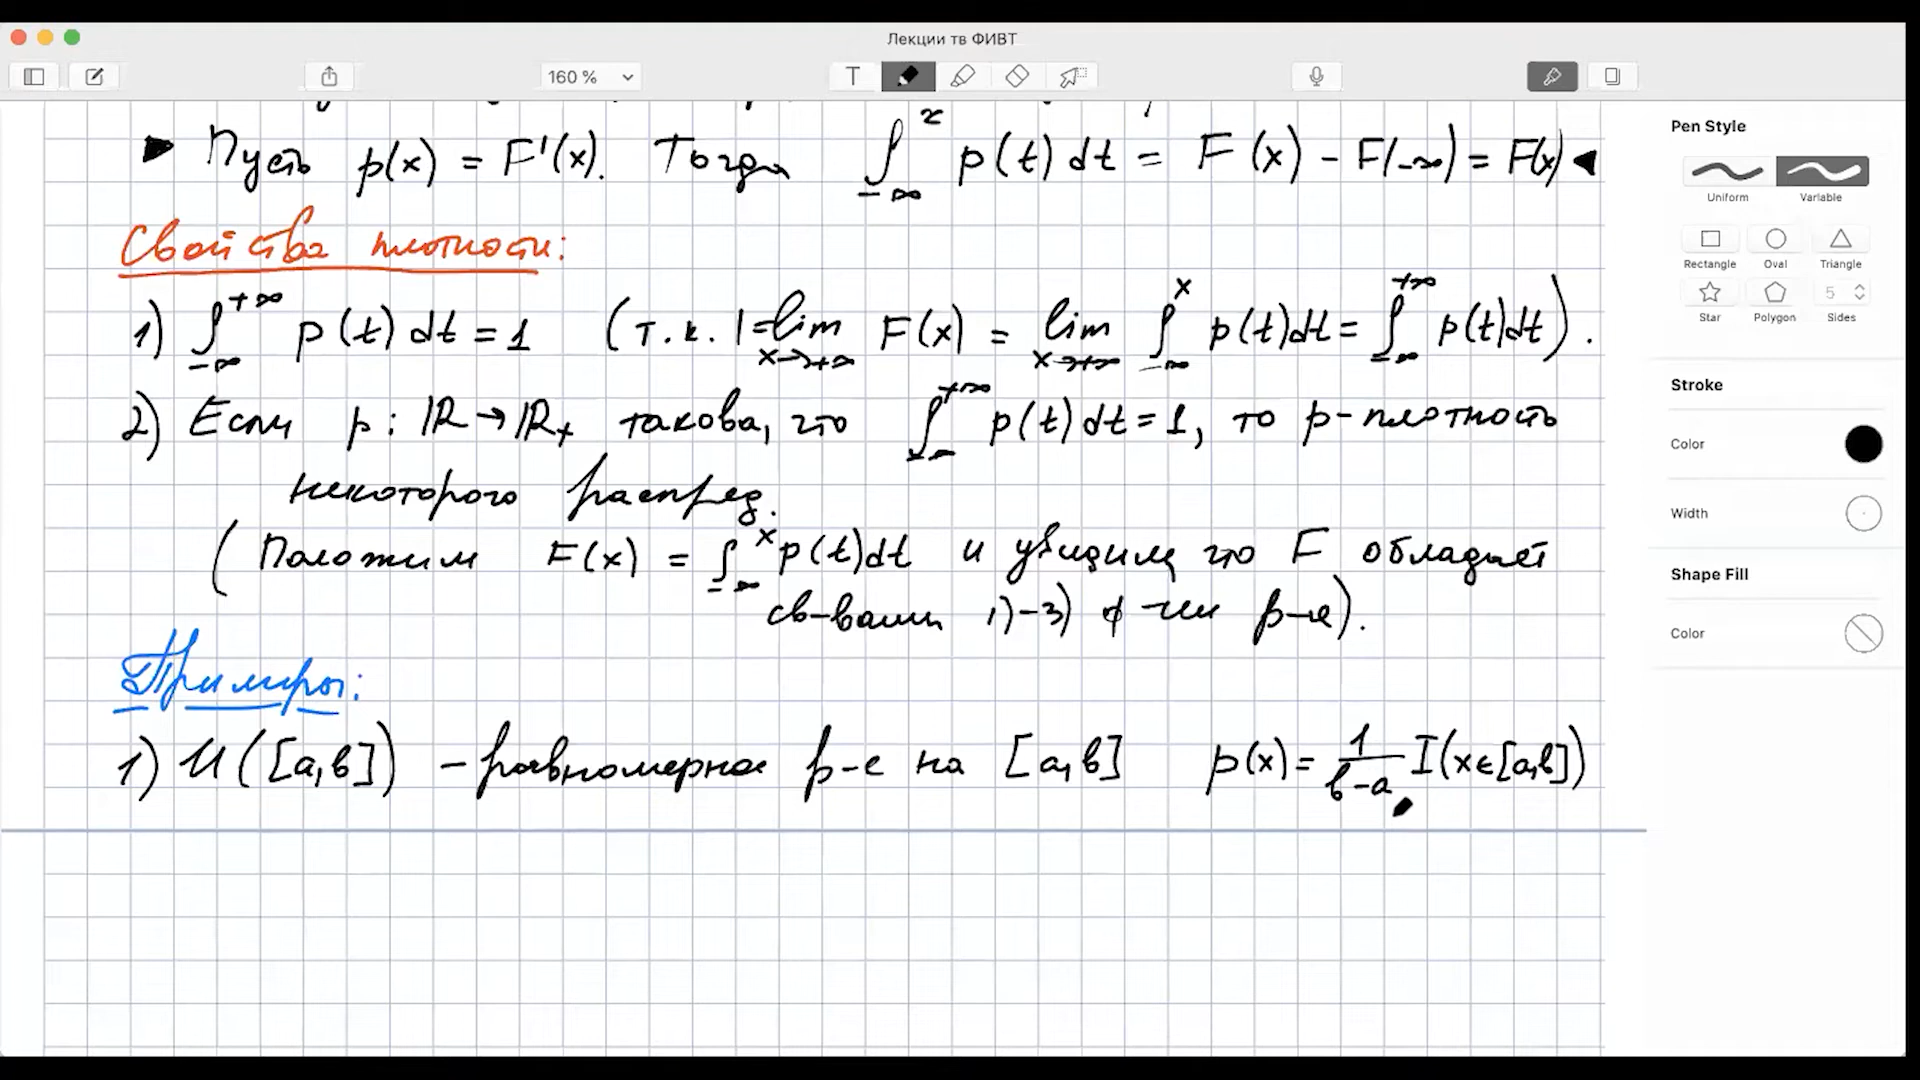 Лекции тв ФИВТ
160 %
T
Пусть p(x) = F'(x). Тогда ∫_{-∞}^{x} p(t) dt = F(x) - F(-∞) = F(x) ◄
Свойства плотности:
1) ∫_{-∞}^{+∞} p(t) dt = 1 (т.к. 1 = lim_{x→+∞} F(x) = lim_{x→+∞} ∫_{-∞}^{x} p(t)dt = ∫_{-∞}^{+∞} p(t)dt).
2) Если p: ℝ → ℝ₊ такова, что ∫_{-∞}^{+∞} p(t) dt = 1, то p - плотность
некоторого распред.
(Положим F(x) = ∫_{-∞}^{x} p(t)dt и увидим, что F обладает
св-вами 1)-3) ф-ии р-я).
Примеры:
1) U([a,b]) - равномерное р-е на [a,b] p(x) = \frac{1}{b-a} I(x∈[a,b])
Pen Style
Uniform
Variable
Rectangle
Oval
Triangle
5
Star
Polygon
Sides
Stroke
Color
Width
Shape Fill
Color